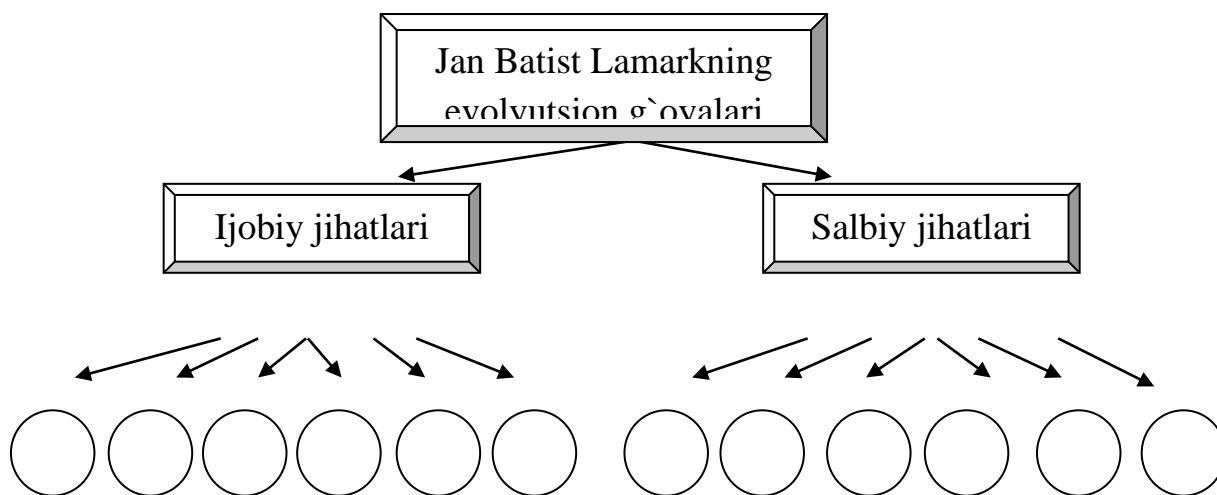 Jan Batist Lamarkning
evolyutsion g`oyalari
Ijobiy jihatlari
Salbiy jihatlari